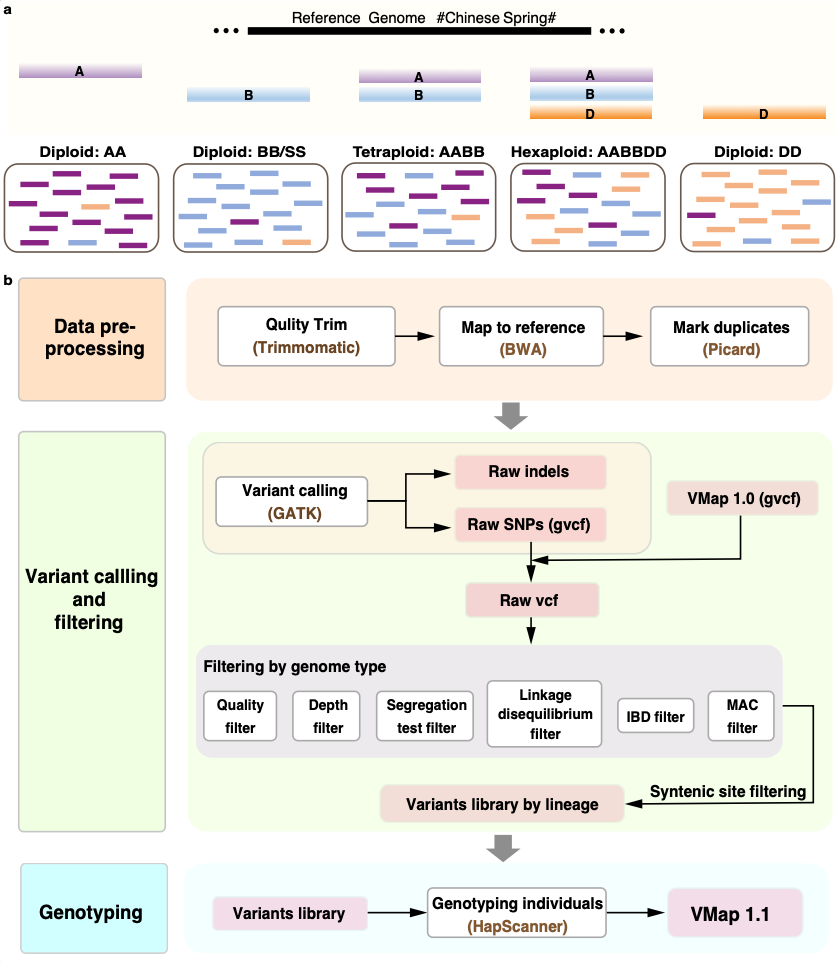 a
Reference Genome #Chinese Spring#
A
B
A
B
A
B
D
D
Diploid: AA
Diploid: BB/SS
Tetraploid: AABB
Hexaploid: AABBDD
Diploid: DD
b
Data pre-
processing
Qulity Trim
(Trimmomatic)
Map to reference
(BWA)
Mark duplicates
(Picard)
Variant callling
and
filtering
Variant calling
(GATK)
Raw indels
Raw SNPs (gvcf)
VMap 1.0 (gvcf)
Raw vcf
Filtering by genome type
Quality
filter
Depth
filter
Segregation
test filter
Linkage
disequilibrium
filter
IBD filter
MAC
filter
Syntenic site filtering
Variants library by lineage
Genotyping
Variants library
Genotyping individuals
(HapScanner)
VMap 1.1